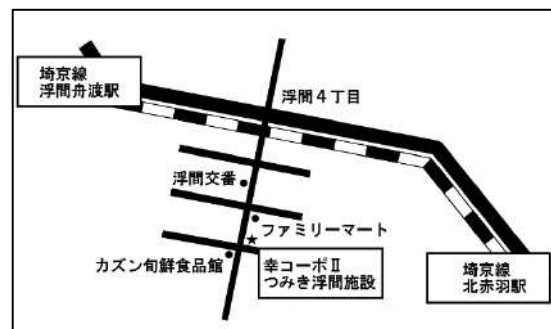 埼京線
浮間舟渡駅
浮間４丁目
浮間交番
ファミリーマート
カズン旬鮮食品館
幸コーポⅡ
つみき浮間施設
埼京線
北赤羽駅